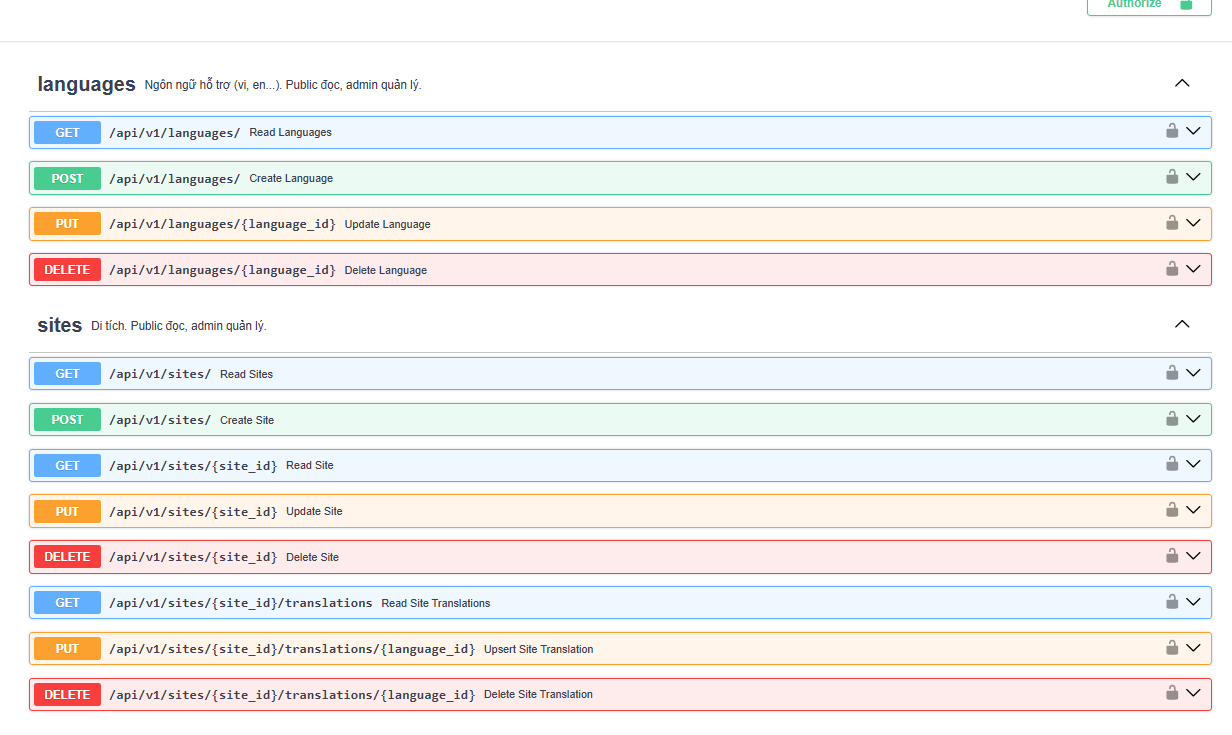 Authorize
languages Ngôn ngữ hỗ trợ (vi, en...). Public đọc, admin quản lý.
GET /api/v1/languages/ Read Languages
POST /api/v1/languages/ Create Language
PUT /api/v1/languages/{language_id} Update Language
DELETE /api/v1/languages/{language_id} Delete Language
sites Di tích. Public đọc, admin quản lý.
GET /api/v1/sites/ Read Sites
POST /api/v1/sites/ Create Site
GET /api/v1/sites/{site_id} Read Site
PUT /api/v1/sites/{site_id} Update Site
DELETE /api/v1/sites/{site_id} Delete Site
GET /api/v1/sites/{site_id}/translations Read Site Translations
PUT /api/v1/sites/{site_id}/translations/{language_id} Upsert Site Translation
DELETE /api/v1/sites/{site_id}/translations/{language_id} Delete Site Translation